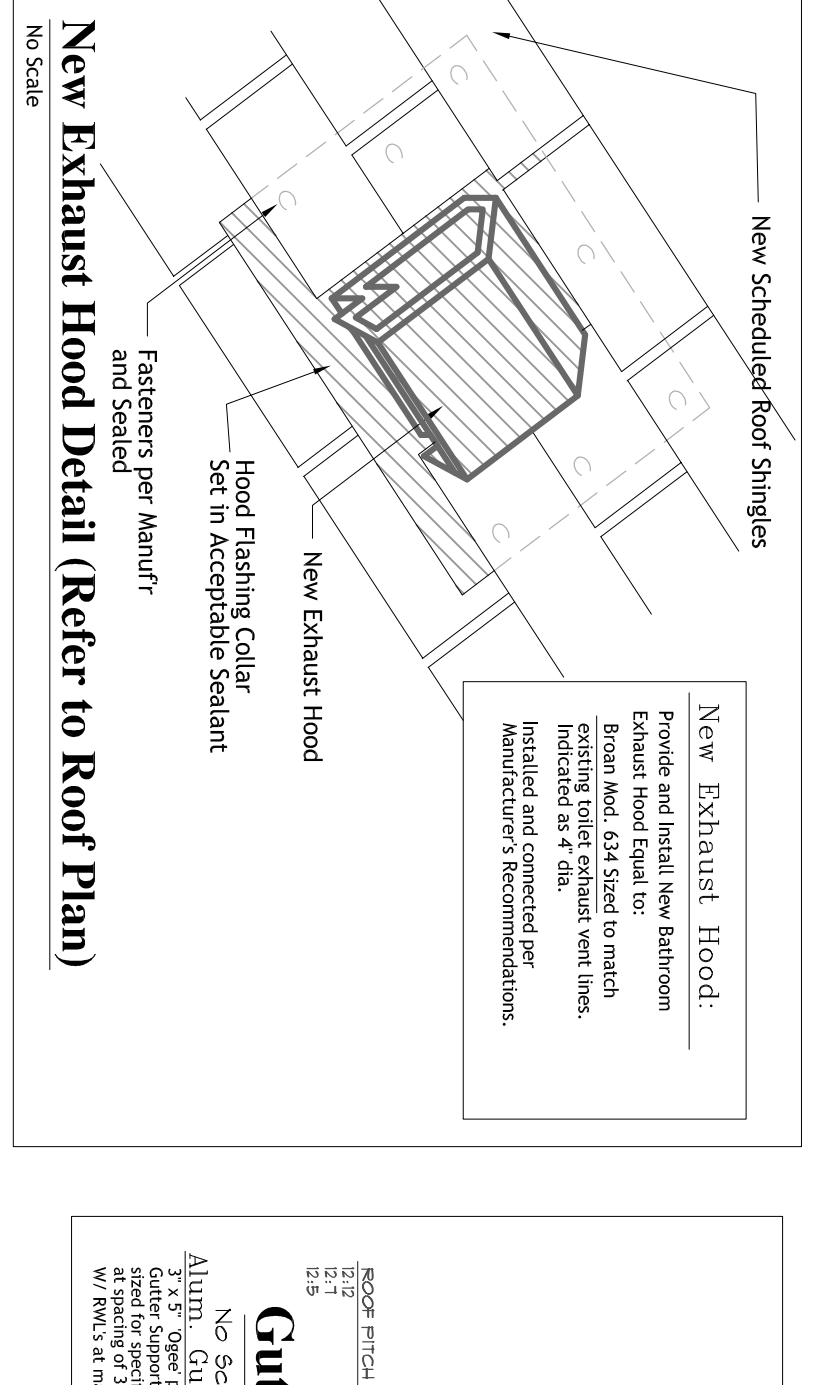 New Scheduled Roof Shingles
New Exhaust Hood:
Provide and Install New Bathroom
Exhaust Hood Equal to:
Broan Mod. 634 Sized to match
existing toilet exhaust vent lines.
Indicated as 4" dia.
Installed and connected per
Manufacturer's Recommendations.
New Exhaust Hood
Hood Flashing Collar
Set in Acceptable Sealant
Fasteners per Manuf'r
and Sealed
New Exhaust Hood Detail (Refer to Roof Plan)
No Scale
ROOF PITCH
12:12
12:7
12:5
Gut
No Sc
Alum. Gu
3" x 5" 'Ogee' P
Gutter Support
sized for specif
at spacing of 3
W/ RWL's at m